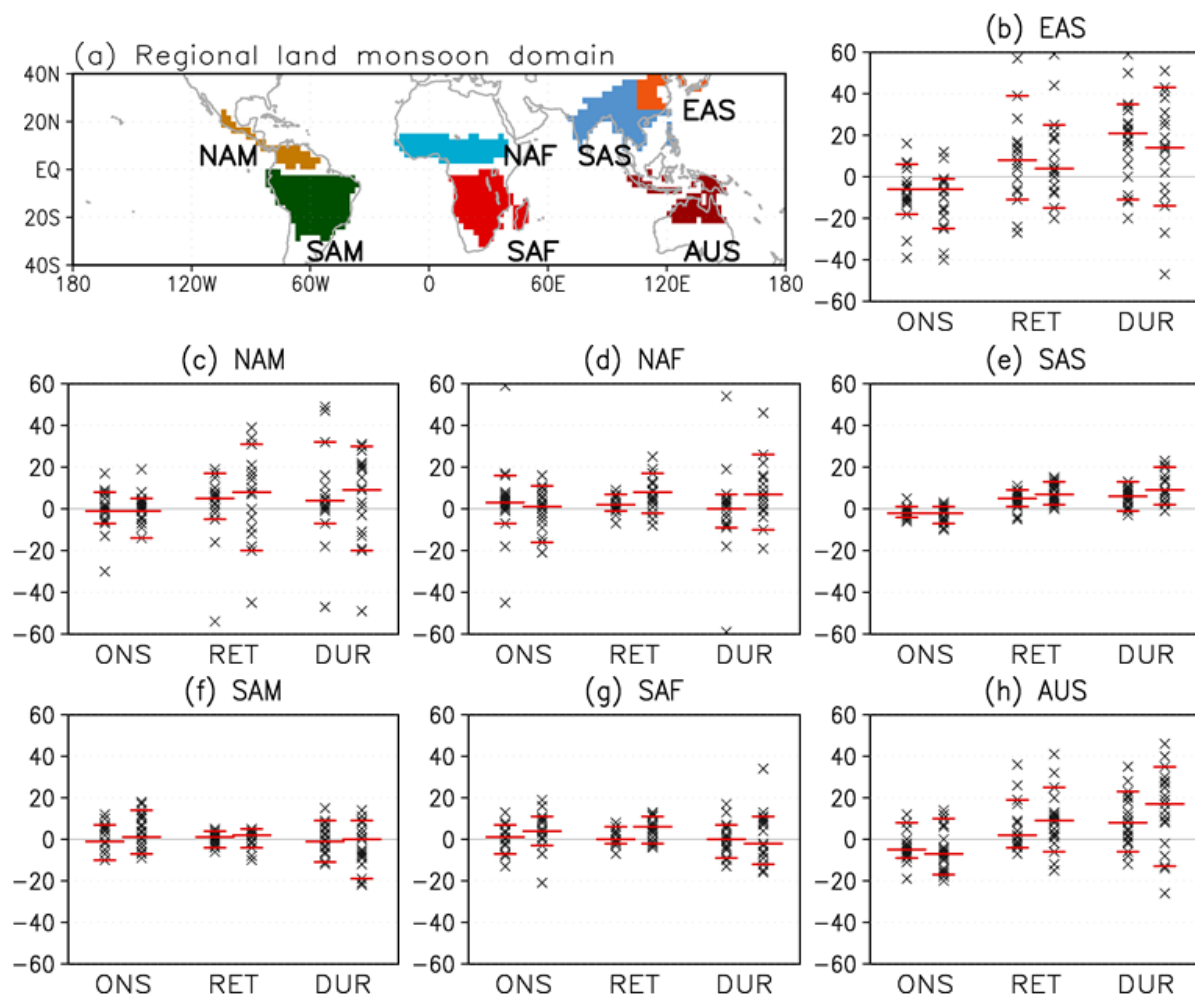 (a) Regional land monsoon domain
40N
20N
EQ
20S
40S
180
120W
60W
0
60E
120E
180
NAM
SAM
NAF
SAF
SAS
EAS
AUS
(b) EAS
60
40
20
0
−20
−40
−60
ONS RET DUR
(c) NAM
60
40
20
0
−20
−40
−60
ONS RET DUR
(d) NAF
60
40
20
0
−20
−40
−60
ONS RET DUR
(e) SAS
60
40
20
0
−20
−40
−60
ONS RET DUR
(f) SAM
60
40
20
0
−20
−40
−60
ONS RET DUR
(g) SAF
60
40
20
0
−20
−40
−60
ONS RET DUR
(h) AUS
60
40
20
0
−20
−40
−60
ONS RET DUR